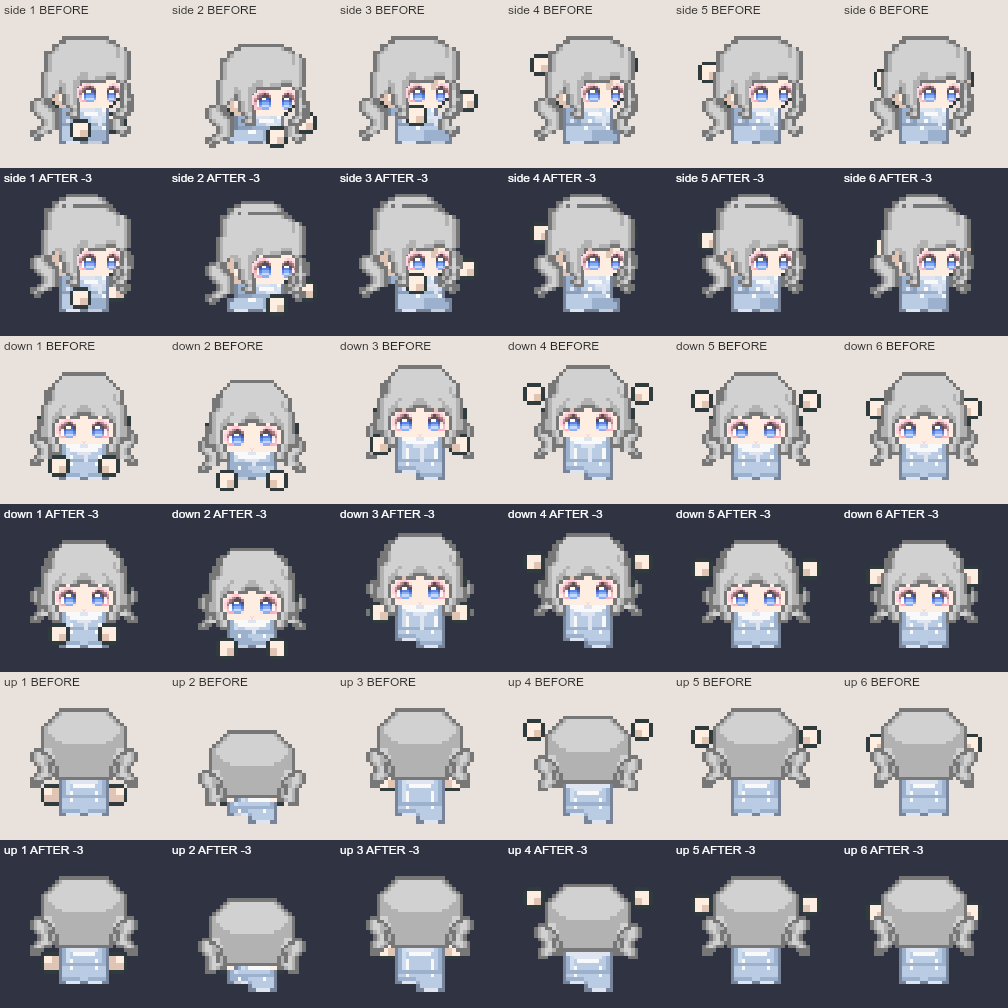 side 1 BEFORE side 2 BEFORE side 3 BEFORE side 4 BEFORE side 5 BEFORE side 6 BEFORE
side 1 AFTER -3 side 2 AFTER -3 side 3 AFTER -3 side 4 AFTER -3 side 5 AFTER -3 side 6 AFTER -3
down 1 BEFORE down 2 BEFORE down 3 BEFORE down 4 BEFORE down 5 BEFORE down 6 BEFORE
down 1 AFTER -3 down 2 AFTER -3 down 3 AFTER -3 down 4 AFTER -3 down 5 AFTER -3 down 6 AFTER -3
up 1 BEFORE up 2 BEFORE up 3 BEFORE up 4 BEFORE up 5 BEFORE up 6 BEFORE
up 1 AFTER -3 up 2 AFTER -3 up 3 AFTER -3 up 4 AFTER -3 up 5 AFTER -3 up 6 AFTER -3